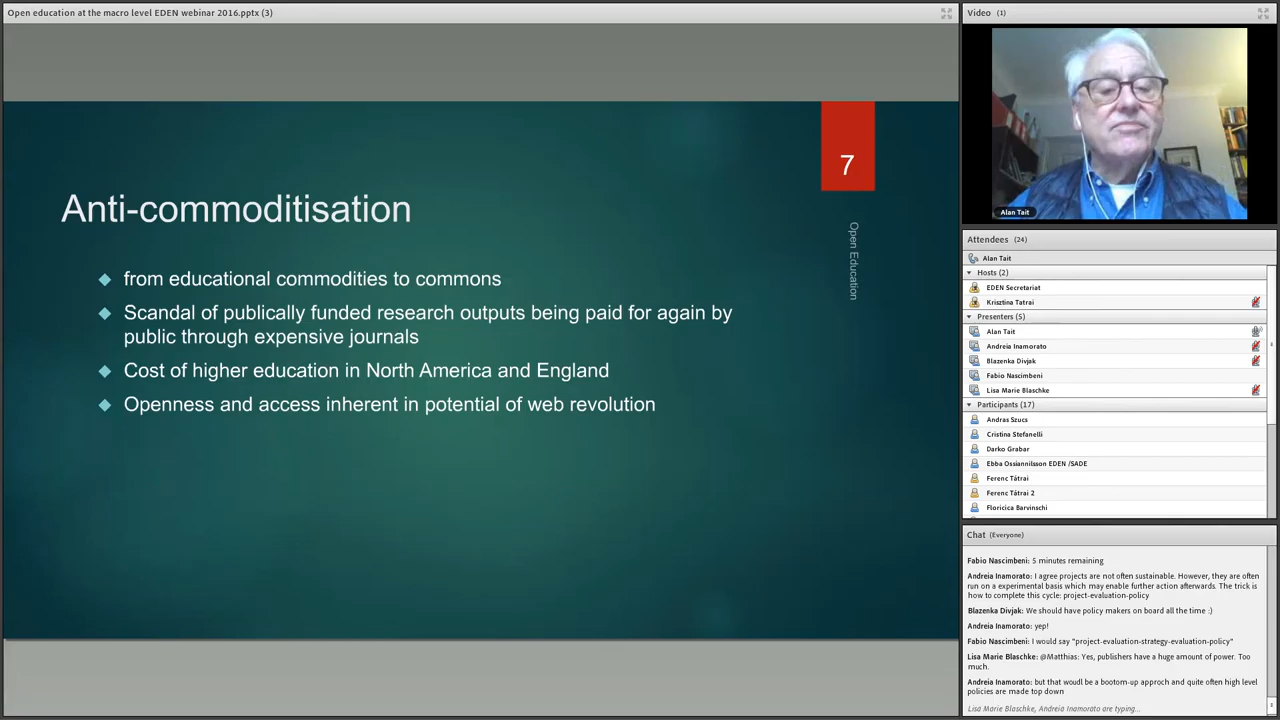 Open education at the macro level EDEN webinar 2016.pptx (3)
7
Open Education
Anti-commoditisation
from educational commodities to commons
Scandal of publically funded research outputs being paid for again by
public through expensive journals
Cost of higher education in North America and England
Openness and access inherent in potential of web revolution
Video (1)
Alan Tait
Attendees (24)
Alan Tait
Hosts (2)
EDEN Secretariat
Krisztina Tatrai
Presenters (5)
Alan Tait
Andreia Inamorato
Blazenka Divjak
Fabio Nascimbeni
Lisa Marie Blaschke
Participants (17)
Andras Szucs
Cristina Stefanelli
Darko Grabar
Ebba Ossiannilsson EDEN /SADE
Ferenc Tátrai
Ferenc Tátrai 2
Floricica Barvinschi
Chat (Everyone)
Fabio Nascimbeni: 5 minutes remaining
Andreia Inamorato: I agree projects are not often sustainable. However, they are often
run on a experimental basis which may enable further action afterwards. The trick is
how to complete this cycle: project-evaluation-policy
Blazenka Divjak: We should have policy makers on board all the time :)
Andreia Inamorato: yep!
Fabio Nascimbeni: I would say "project-evaluation-strategy-evaluation-policy"
Lisa Marie Blaschke: @Matthias: Yes, publishers have a huge amount of power. Too
much.
Andreia Inamorato: but that woudl be a bootom-up approch and quite often high level
policies are made top down
Lisa Marie Blaschke, Andreia Inamorato are typing...